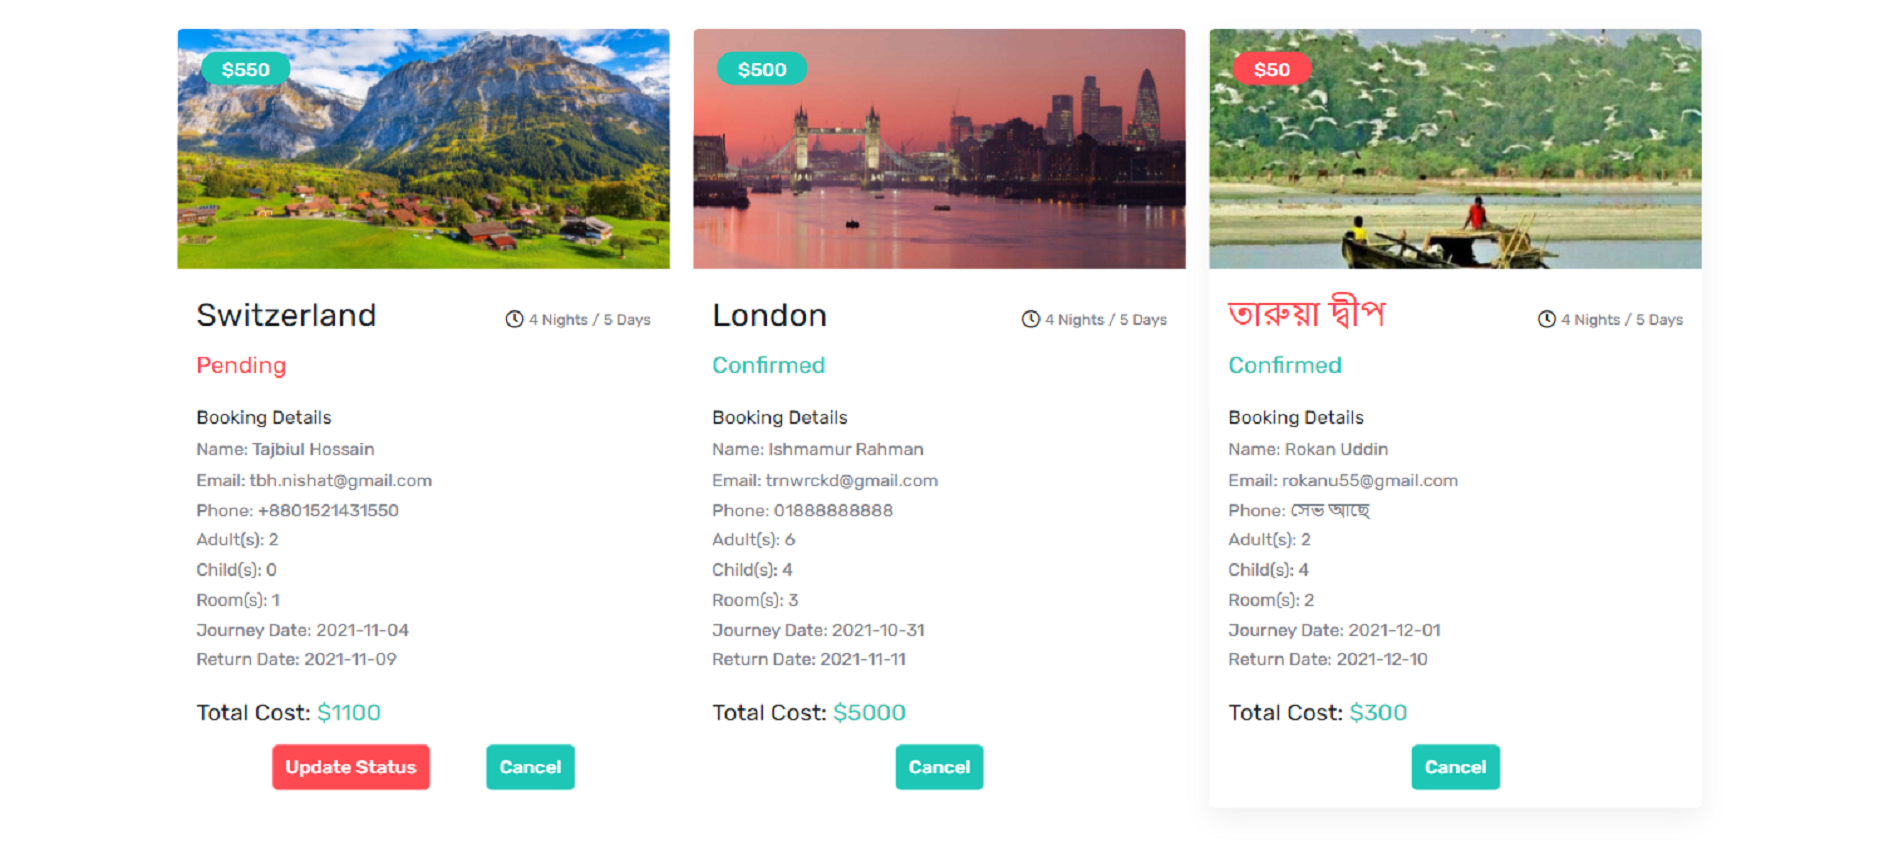 $550
Switzerland
4 Nights / 5 Days
Pending
Booking Details
Name: Tajbiul Hossain
Email: tbh.nishat@gmail.com
Phone: +8801521431550
Adult(s): 2
Child(s): 0
Room(s): 1
Journey Date: 2021-11-04
Return Date: 2021-11-09
Total Cost: $1100
Update Status
Cancel
$500
London
4 Nights / 5 Days
Confirmed
Booking Details
Name: Ishmamur Rahman
Email: trnwrckd@gmail.com
Phone: 01888888888
Adult(s): 6
Child(s): 4
Room(s): 3
Journey Date: 2021-10-31
Return Date: 2021-11-11
Total Cost: $5000
Cancel
$50
তারুয়া দ্বীপ
4 Nights / 5 Days
Confirmed
Booking Details
Name: Rokan Uddin
Email: rokanu55@gmail.com
Phone: সেভ আছে
Adult(s): 2
Child(s): 4
Room(s): 2
Journey Date: 2021-12-01
Return Date: 2021-12-10
Total Cost: $300
Cancel